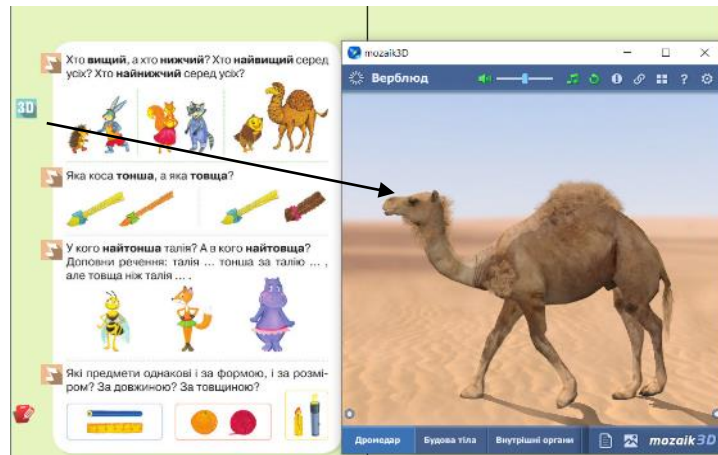 Хто вищий, а хто нижчий? Хто найвищий серед
усіх? Хто найнижчий серед усіх?
3D
Яка коса тонша, а яка товща?
У кого найтонша талія? А в кого найтовща?
Доповни речення: талія ... тонша за талію ... ,
але товща ніж талія ... .
Які предмети однакові і за формою, і за розмі-
ром? За довжиною? За товщиною?
mozaik3D
Верблюд
Дромедар
Будова тіла
Внутрішні органи
mozaik3D